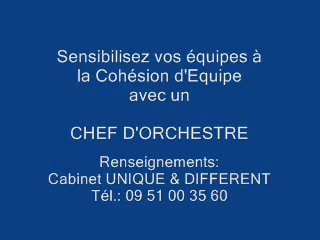 Sensibilisez vos équipes à
la Cohésion d'Equipe
avec un
CHEF D'ORCHESTRE
Renseignements:
Cabinet UNIQUE & DIFFERENT
Tél.: 09 51 00 35 60